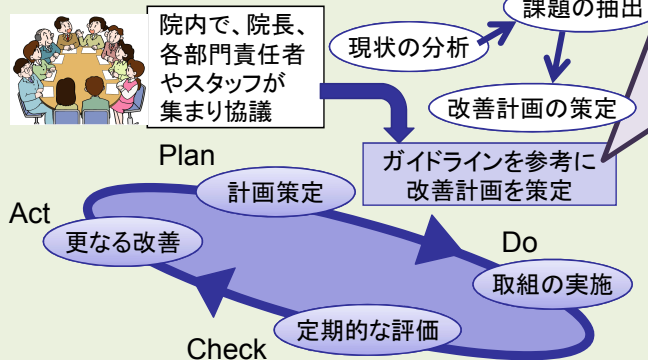 院内で、院長、
各部門責任者
やスタッフが
集まり協議
課題の抽出
現状の分析
改善計画の策定
ガイドラインを参考に
改善計画を策定
Plan
計画策定
Act
更なる改善
Do
取組の実施
定期的な評価
Check